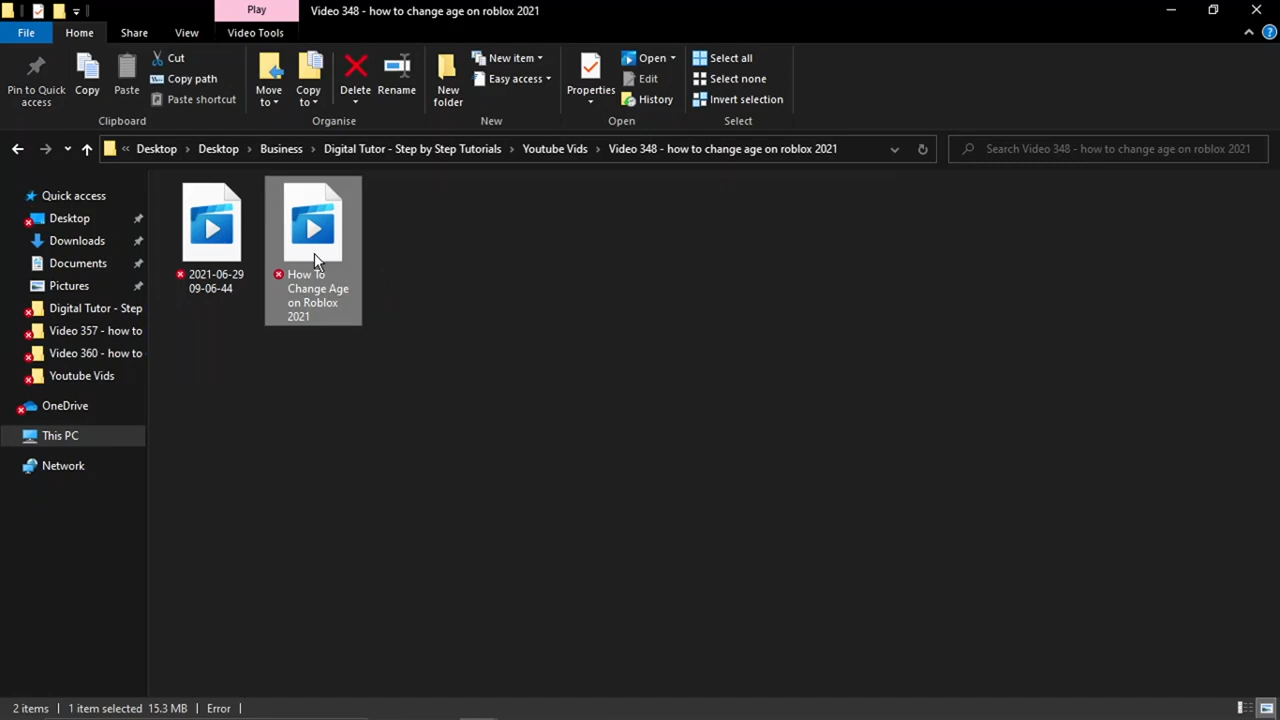 Play
Video 348 - how to change age on roblox 2021
File
Home
Share
View
Video Tools
Pin to Quick
access
Copy
Paste
Cut
Copy path
Paste shortcut
Clipboard
Move
to
Copy
to
Delete
Rename
Organise
New
folder
New item
Easy access
New
Properties
Open
Edit
History
Open
Select all
Select none
Invert selection
Select
Desktop
Desktop
Business
Digital Tutor - Step by Step Tutorials
Youtube Vids
Video 348 - how to change age on roblox 2021
Search Video 348 - how to change age on roblox 2021
Quick access
Desktop
Downloads
Documents
Pictures
Digital Tutor - Step
Video 357 - how to
Video 360 - how to
Youtube Vids
OneDrive
This PC
Network
2021-06-29
09-06-44
How To
Change Age
on Roblox
2021
2 items
1 item selected 15.3 MB
Error